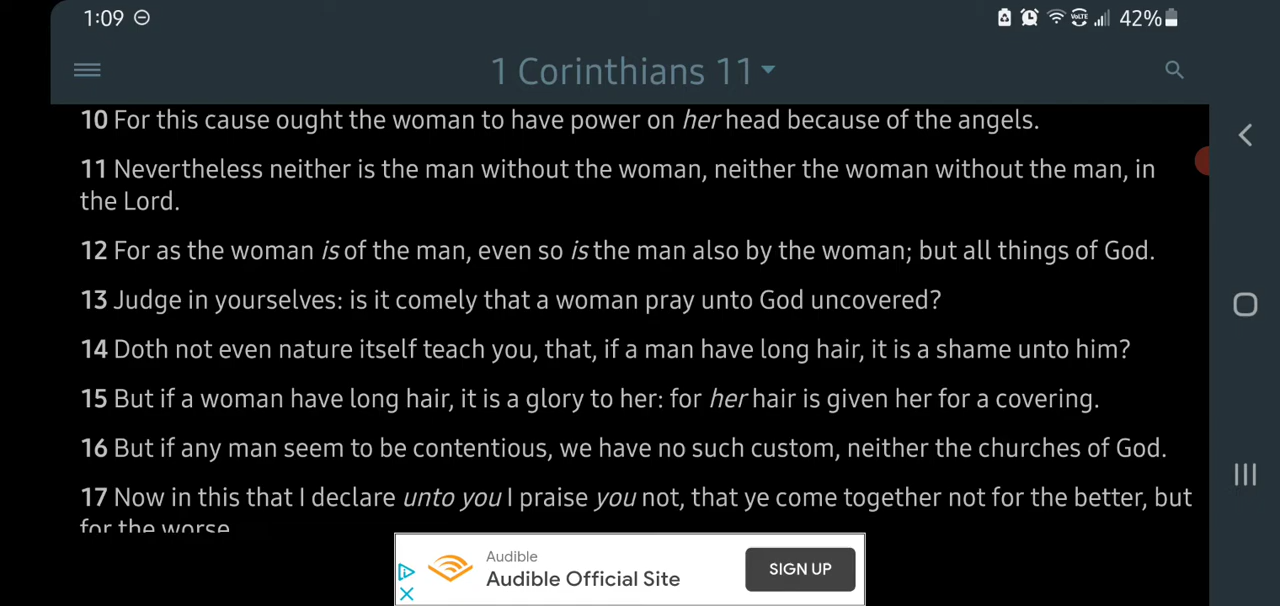 1:09
VoLTE 42%
1 Corinthians 11
10 For this cause ought the woman to have power on her head because of the angels.
11 Nevertheless neither is the man without the woman, neither the woman without the man, in
the Lord.
12 For as the woman is of the man, even so is the man also by the woman; but all things of God.
13 Judge in yourselves: is it comely that a woman pray unto God uncovered?
14 Doth not even nature itself teach you, that, if a man have long hair, it is a shame unto him?
15 But if a woman have long hair, it is a glory to her: for her hair is given her for a covering.
16 But if any man seem to be contentious, we have no such custom, neither the churches of God.
17 Now in this that I declare unto you I praise you not, that ye come together not for the better, but
for the worse
Audible
Audible Official Site
SIGN UP